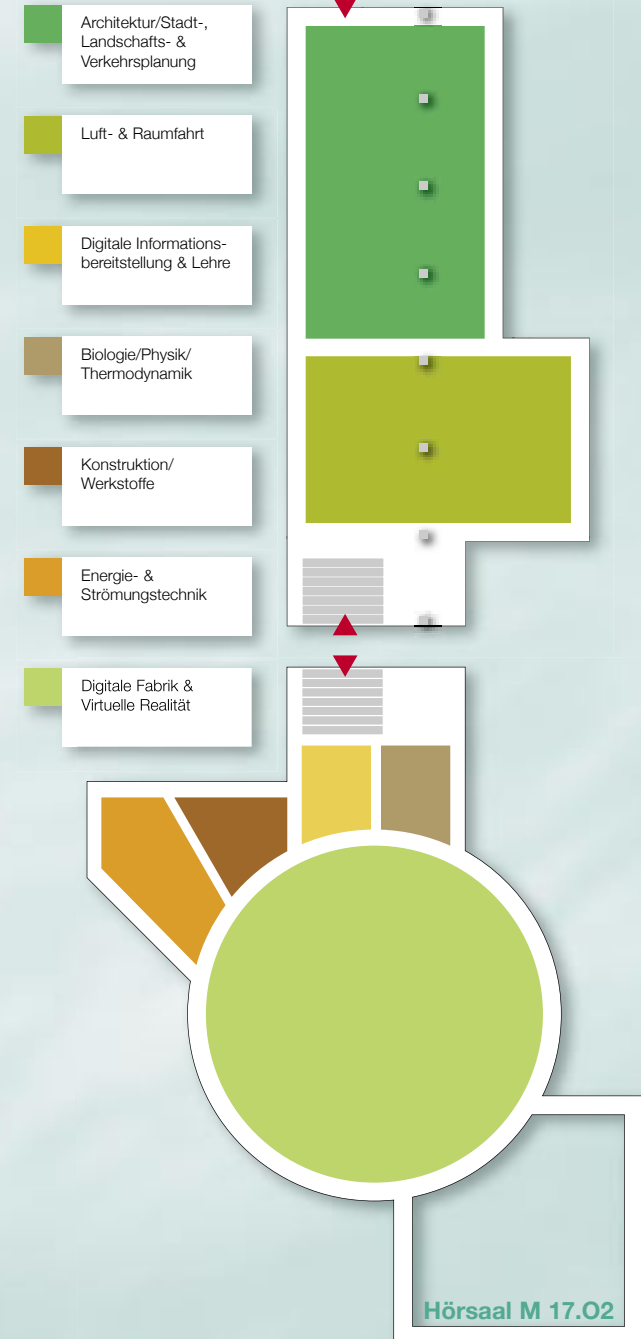 Architektur/Stadt-,
Landschafts- &
Verkehrsplanung
Luft- & Raumfahrt
Digitale Informations-
bereitstellung & Lehre
Biologie/Physik/
Thermodynamik
Konstruktion/
Werkstoffe
Energie- &
Strömungstechnik
Digitale Fabrik &
Virtuelle Realität
Hörsaal M 17.O2